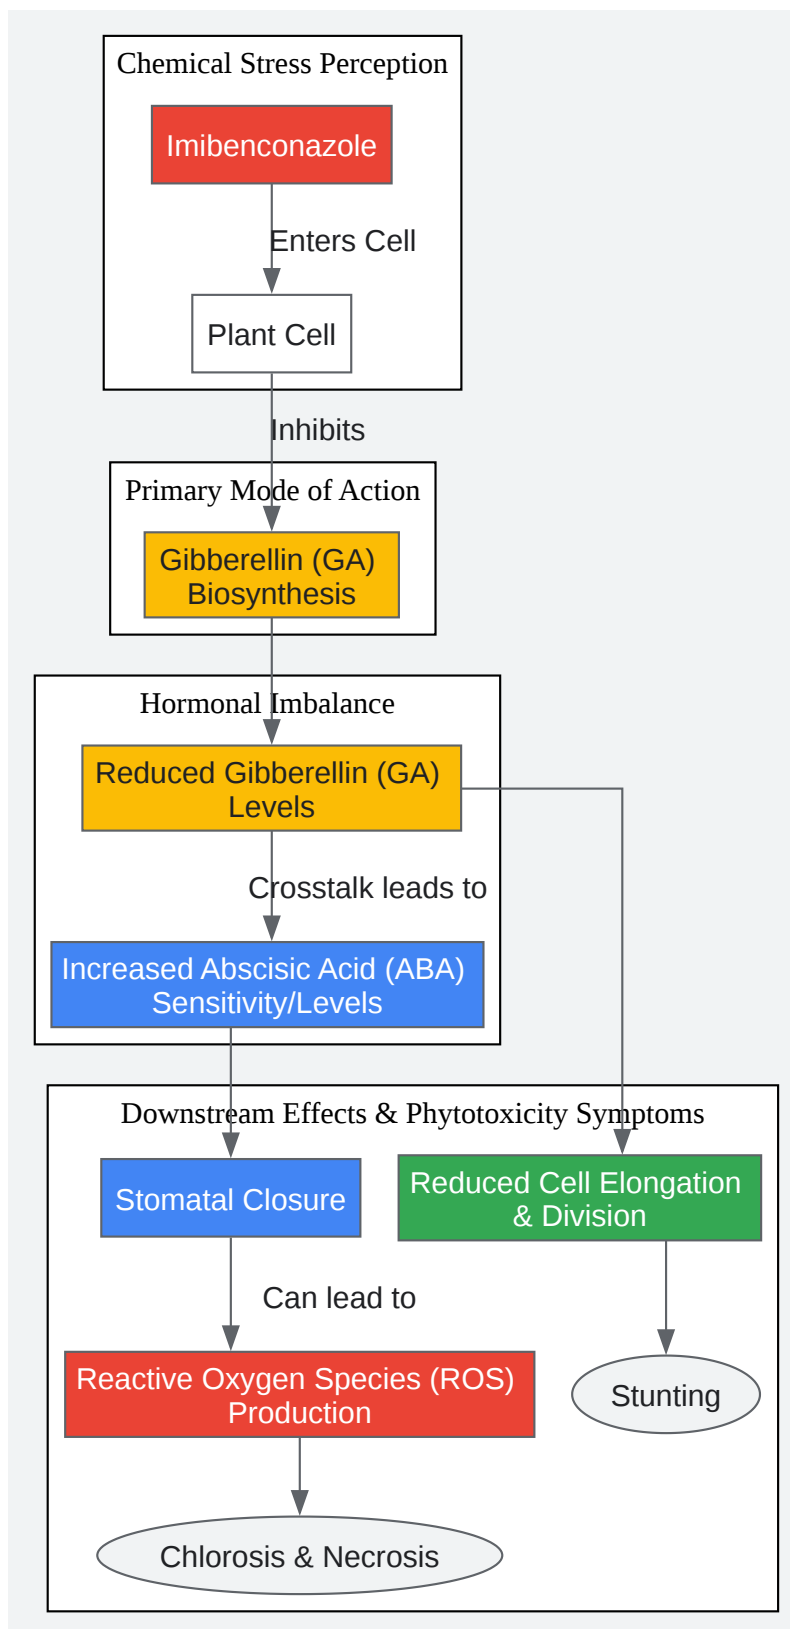 Chemical Stress Perception
Imibenconazole
Enters Cell
Plant Cell
Inhibits
Primary Mode of Action
Gibberellin (GA)
Biosynthesis
Hormonal Imbalance
Reduced Gibberellin (GA)
Levels
Crosstalk leads to
Increased Abscisic Acid (ABA)
Sensitivity/Levels
Downstream Effects & Phytotoxicity Symptoms
Stomatal Closure
Reduced Cell Elongation
& Division
Can lead to
Reactive Oxygen Species (ROS)
Production
Stunting
Chlorosis & Necrosis